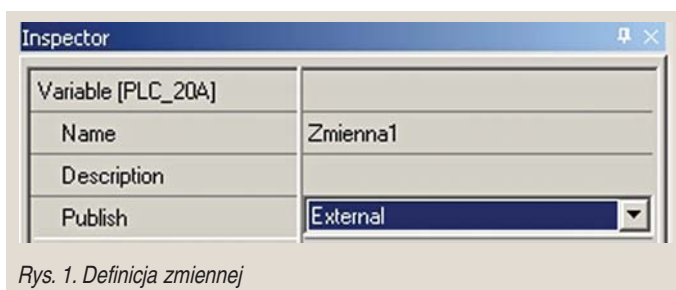 Inspector
Variable [PLC_20A]
Name Zmienna1
Description
Publish External
Rys. 1. Definicja zmiennej